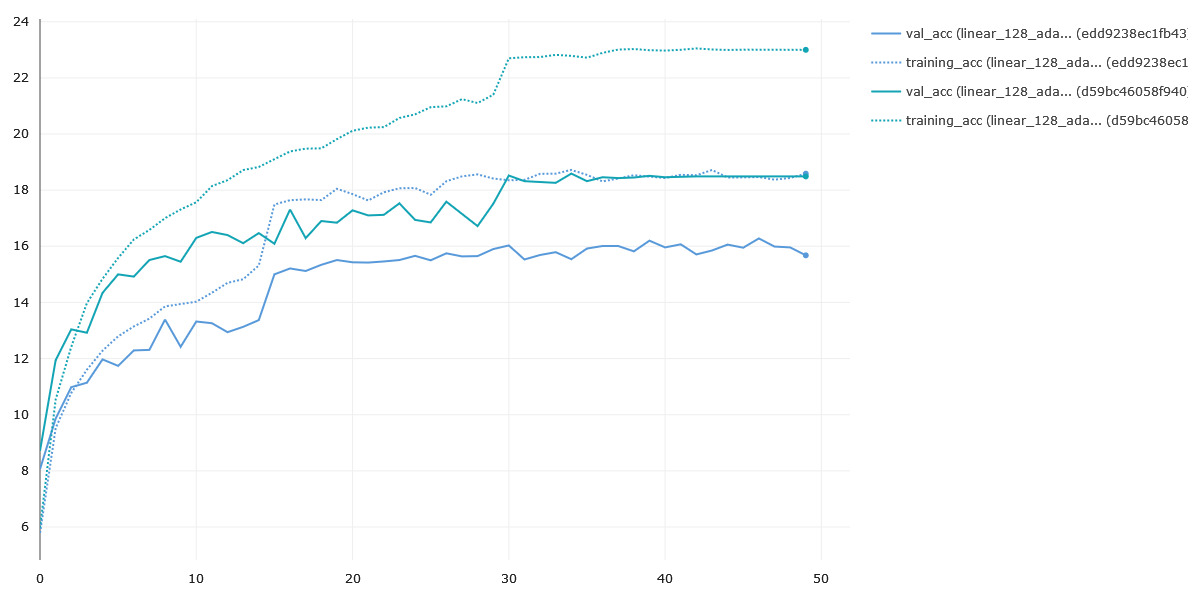 24
22
20
18
16
14
12
10
8
6
0 10 20 30 40 50
val_acc (linear_128_ada... (edd9238ec1fb43
training_acc (linear_128_ada... (edd9238ec1
val_acc (linear_128_ada... (d59bc46058f940
training_acc (linear_128_ada... (d59bc46058